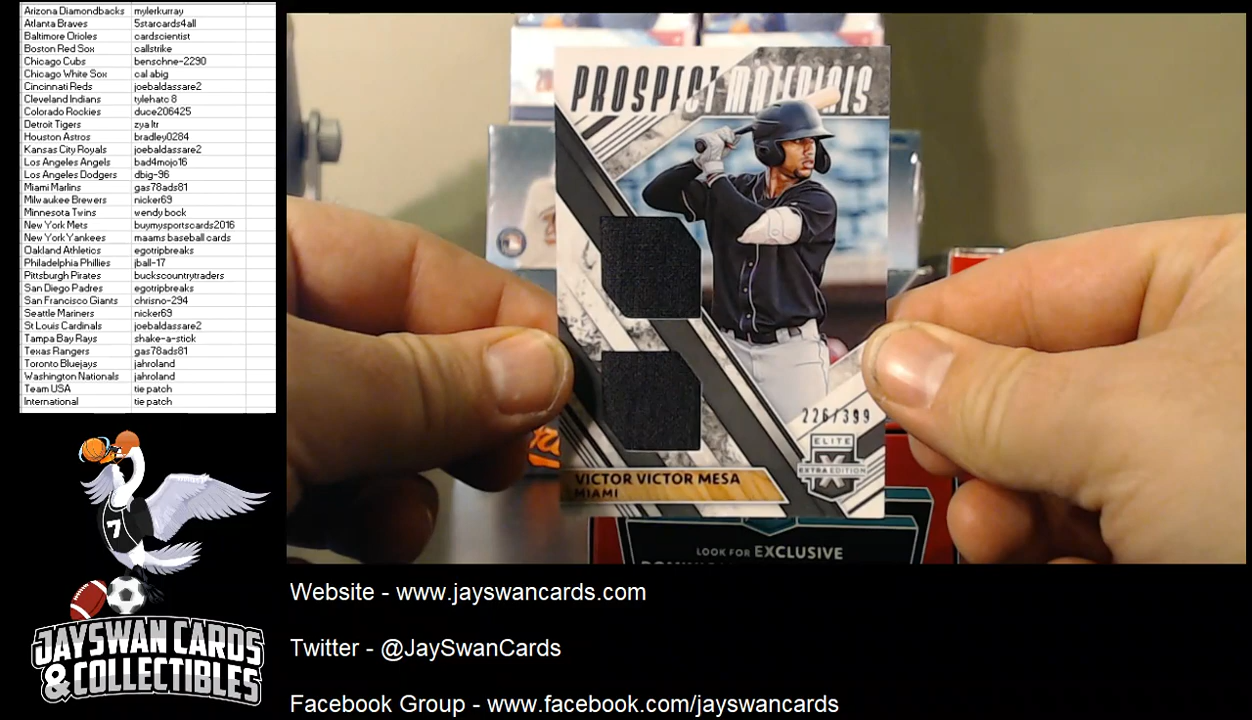 Arizona Diamondbacks mylerkurray
Atlanta Braves 5starcards4all
Baltimore Orioles cardscientist
Boston Red Sox callstrike
Chicago Cubs benschne-2290
Chicago White Sox cal abig
Cincinnati Reds joebaldassare2
Cleveland Indians tylehatc 8
Colorado Rockies duce206425
Detroit Tigers zya ltr
Houston Astros bradley0284
Kansas City Royals joebaldassare2
Los Angeles Angels bad4mojo16
Los Angeles Dodgers dbig-96
Miami Marlins gas78ads81
Milwaukee Brewers nicker69
Minnesota Twins wendy bock
New York Mets buymysportscards2016
New York Yankees maams baseball cards
Oakland Athletics egotripbreaks
Philadelphia Phillies jball-17
Pittsburgh Pirates buckscountrytraders
San Diego Padres egotripbreaks
San Francisco Giants chrisno-294
Seattle Mariners nicker69
St Louis Cardinals joebaldassare2
Tampa Bay Rays shake-a-stick
Texas Rangers gas78ads81
Toronto Bluejays jahroland
Washington Nationals jahroland
Team USA tie patch
International tie patch
PROSPECT MATERIALS
226/399
ELITE
X
EXTRA EDITION
VICTOR VICTOR MESA
MIAMI
LOOK FOR EXCLUSIVE
7
JAYSWAN CARDS
& COLLECTIBLES
Website - www.jayswancards.com
Twitter - @JaySwanCards
Facebook Group - www.facebook.com/jayswancards